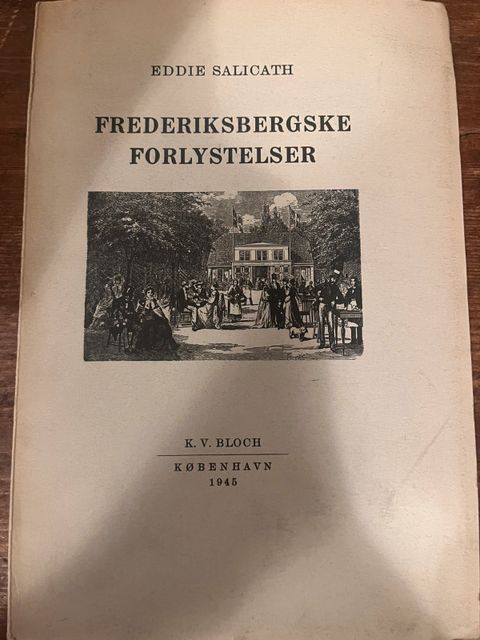 EDDIE SALICATH
FREDERIKSBERGSKE
FORLYSTELSER
K. V. BLOCH
KØBENHAVN
1945